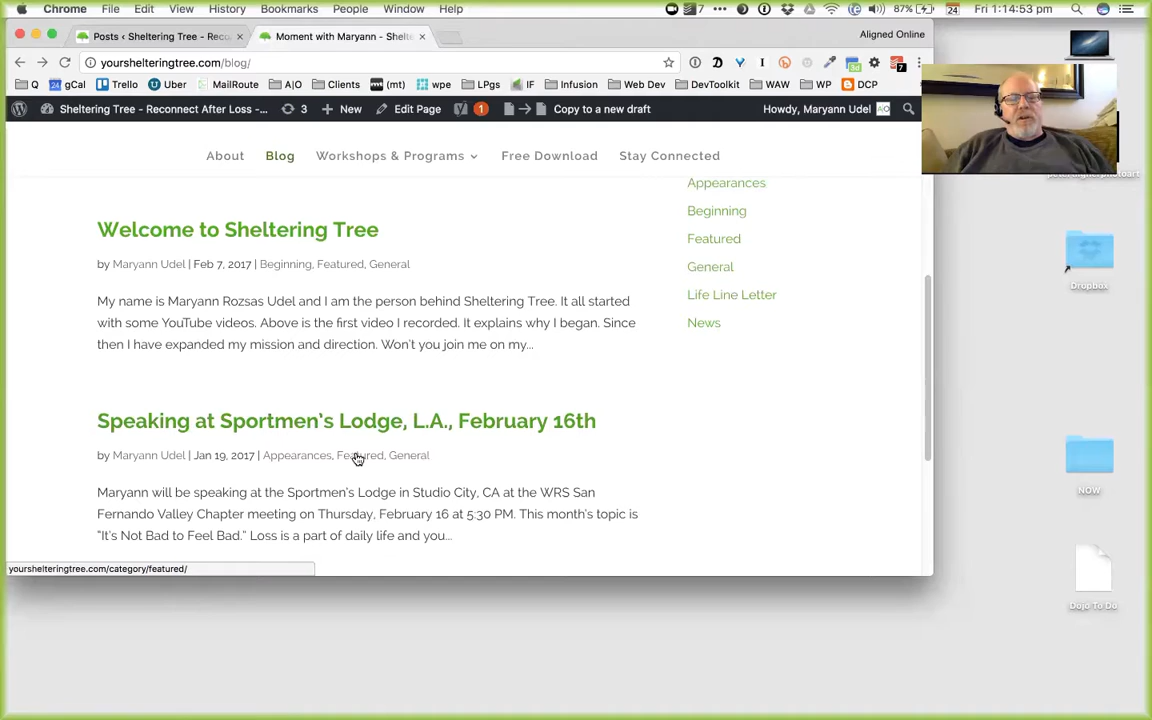 Chrome File Edit View History Bookmarks People Window Help 7 87% 24 Fri 1:14:53 pm
Posts ‹ Sheltering Tree - Reco Moment with Maryann - Shelte Aligned Online
yourshelteringtree.com/blog/ 3d 7
Q gCal Trello Uber MailRoute A|O Clients (mt) wpe LPgs IF Infusion Web Dev DevToolkit WAW WP DCP
Sheltering Tree - Reconnect After Loss -... 3 New Edit Page 1 Copy to a new draft Howdy, Maryann Udel
About Blog Workshops & Programs Free Download Stay Connected
Appearances
Beginning
Featured
General
Life Line Letter
News
Welcome to Sheltering Tree
by Maryann Udel | Feb 7, 2017 | Beginning, Featured, General
My name is Maryann Rozsas Udel and I am the person behind Sheltering Tree. It all started
with some YouTube videos. Above is the first video I recorded. It explains why I began. Since
then I have expanded my mission and direction. Won't you join me on my...
Speaking at Sportmen's Lodge, L.A., February 16th
by Maryann Udel | Jan 19, 2017 | Appearances, Featured, General
Maryann will be speaking at the Sportmen's Lodge in Studio City, CA at the WRS San
Fernando Valley Chapter meeting on Thursday, February 16 at 5:30 PM. This month's topic is
"It's Not Bad to Feel Bad." Loss is a part of daily life and you...
yourshelteringtree.com/category/featured/
Dropbox
NOW
Dojo To Do